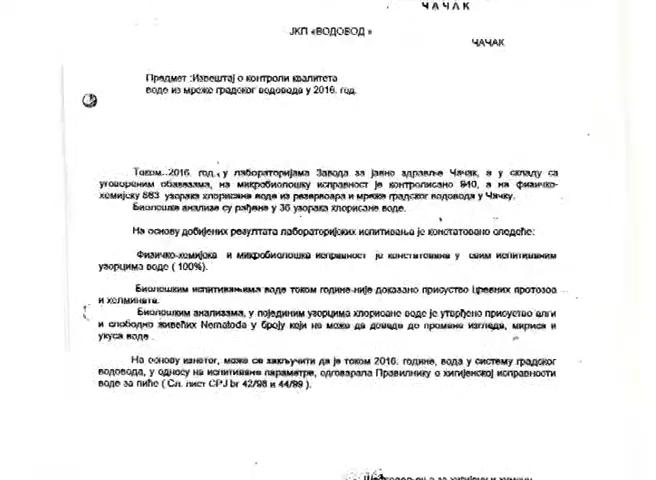 ЧАЧАК
ЈКП «ВОДОВОД »
ЧАЧАК
Предмет :Извештај о контроли квалитета
воде из мреже градског водовода у 2016. год.
Током..2016. год., у лабораторијама Завода за јавно здравље Чачак, а у складу са
уговореним обавезама, на микробиолошку исправност је контролисано 840, а на физичко-
хемијску 863 узорака хлорисане воде из резервоара и мреже градског водовода у Чачку.
Биолошке анализе су рађене у 36 узорака хлорисане воде.
На основу добијених резултата лабораторијских испитивања је констатовано следеће:
Физичко-хемијска и микробиолошка исправност је констатована у свим испитиваним
узорцима воде ( 100%).
Биолошким испитивањима воде током године није доказано присуство Цревних протозоа
и хелмината.
Биолошким анализама, у појединим узорцима хлорисане воде је утврђено присуство алги
и слободно живећих Nematoda у броју који не може да доведе до промене изгледа, мириса и
укуса воде .
На основу изнетог, може се закључити да је током 2016. године, вода у систему градског
водовода, у односу на испитиване параметре, одговарала Правилнику о хигијенској исправности
воде за пиће ( Сл. лист СРЈ br 42/98 и 44/99 ).
за хигијену и